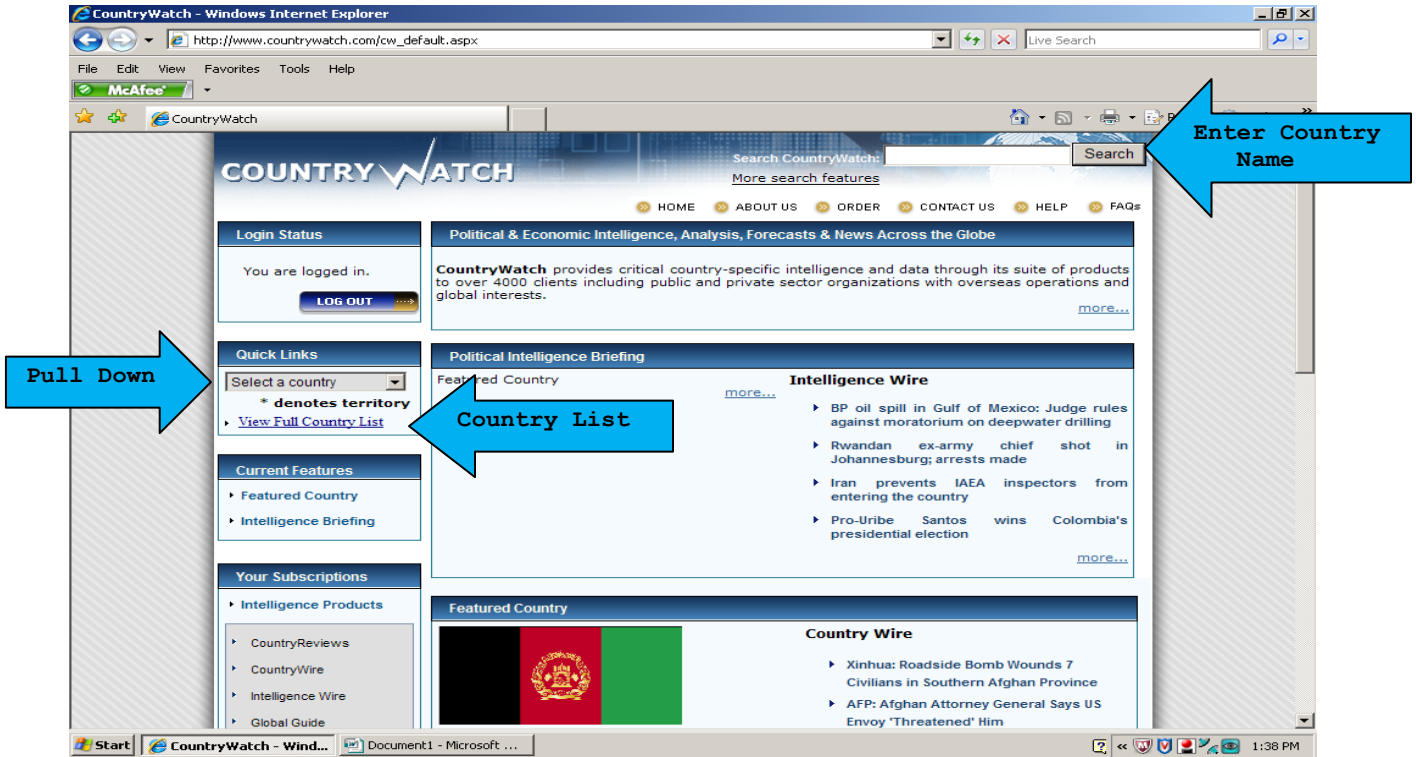 CountryWatch - Windows Internet Explorer
http://www.countrywatch.com/cw_default.aspx
Live Search
File Edit View Favorites Tools Help
McAfee
CountryWatch
Enter Country
Name
COUNTRYWATCH
Search CountryWatch:
Search
More search features
HOME ABOUT US ORDER CONTACT US HELP FAQs
Login Status
You are logged in.
LOG OUT
Political & Economic Intelligence, Analysis, Forecasts & News Across the Globe
CountryWatch provides critical country-specific intelligence and data through its suite of products
to over 4000 clients including public and private sector organizations with overseas operations and
global interests.
more...
Pull Down
Quick Links
Select a country
* denotes territory
View Full Country List
Country List
Political Intelligence Briefing
Featured Country
more...
Intelligence Wire
BP oil spill in Gulf of Mexico: Judge rules
against moratorium on deepwater drilling
Rwandan ex-army chief shot in
Johannesburg; arrests made
Iran prevents IAEA inspectors from
entering the country
Pro-Uribe Santos wins Colombia's
presidential election
more...
Current Features
Featured Country
Intelligence Briefing
Your Subscriptions
Intelligence Products
CountryReviews
CountryWire
Intelligence Wire
Global Guide
Featured Country
Country Wire
Xinhua: Roadside Bomb Wounds 7
Civilians in Southern Afghan Province
AFP: Afghan Attorney General Says US
Envoy 'Threatened' Him
Start
CountryWatch - Wind...
Document1 - Microsoft ...
1:38 PM